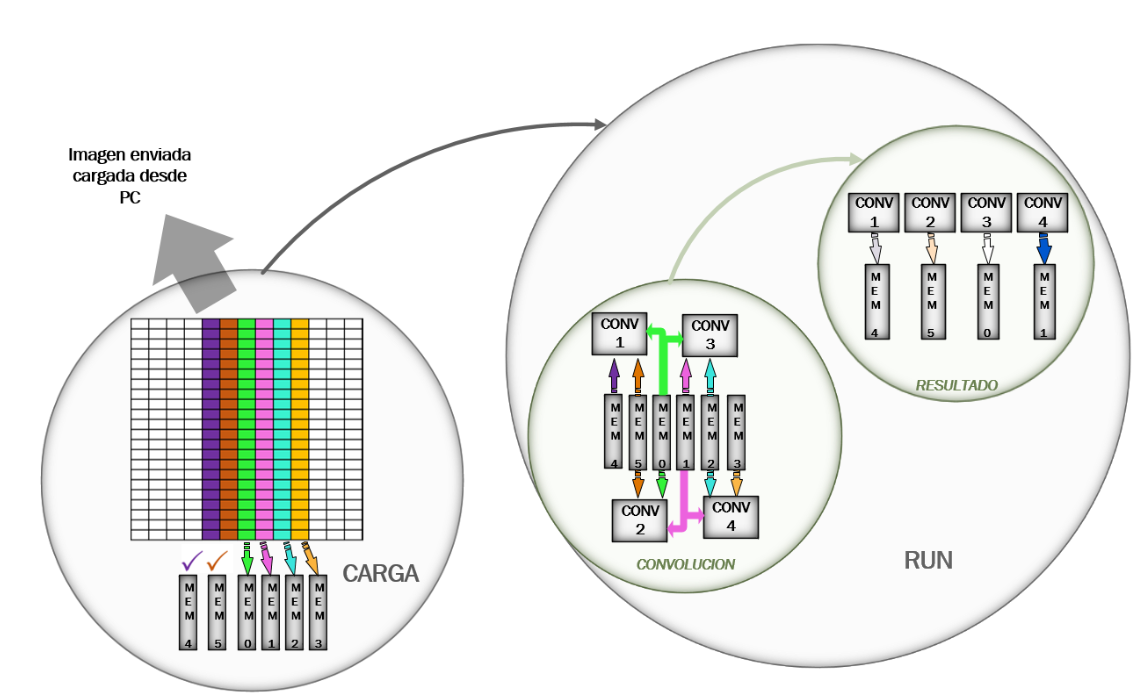 Imagen enviada
cargada desde
PC
CARGA
MEM 4
MEM 5
MEM 0
MEM 1
MEM 2
MEM 3
CONV
1
CONV
3
MEM 4
MEM 5
MEM 0
MEM 1
MEM 2
MEM 3
CONV
2
CONV
4
CONVOLUCION
CONV
1
CONV
2
CONV
3
CONV
4
MEM 4
MEM 5
MEM 0
MEM 1
RESULTADO
RUN